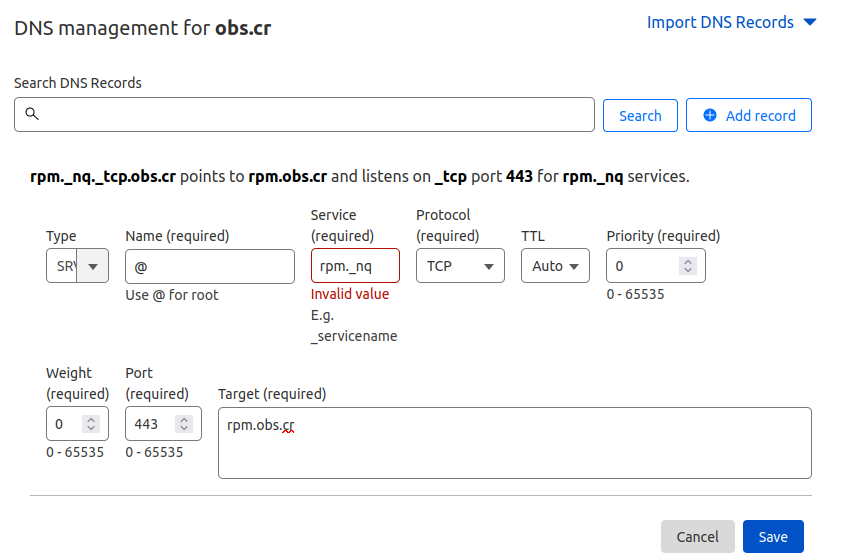 DNS management for obs.cr
Import DNS Records
Search DNS Records
Search
Add record
rpm._nq._tcp.obs.cr points to rpm.obs.cr and listens on _tcp port 443 for rpm._nq services.
Type
Name (required)
Service
(required)
Protocol
(required)
TTL
Priority (required)
SRV
@
rpm._nq
TCP
Auto
0
Use @ for root
Invalid value
E.g.
_servicename
0 - 65535
Weight
(required)
Port
(required)
Target (required)
0
443
rpm.obs.cr
0 - 65535
0 - 65535
Cancel
Save